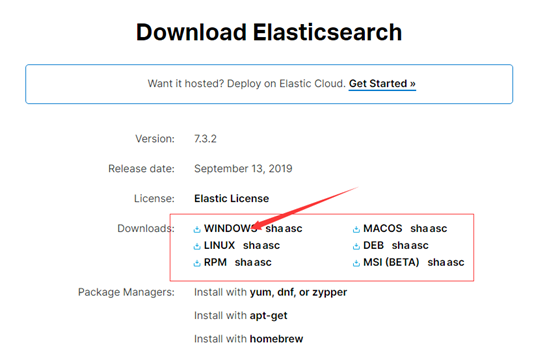 Download Elasticsearch
Want it hosted? Deploy on Elastic Cloud. Get Started »
Version: 7.3.2
Release date: September 13, 2019
License: Elastic License
Downloads: WINDOWS sha asc MACOS sha asc
LINUX sha asc DEB sha asc
RPM sha asc MSI (BETA) sha asc
Package Managers: Install with yum, dnf, or zypper
Install with apt-get
Install with homebrew